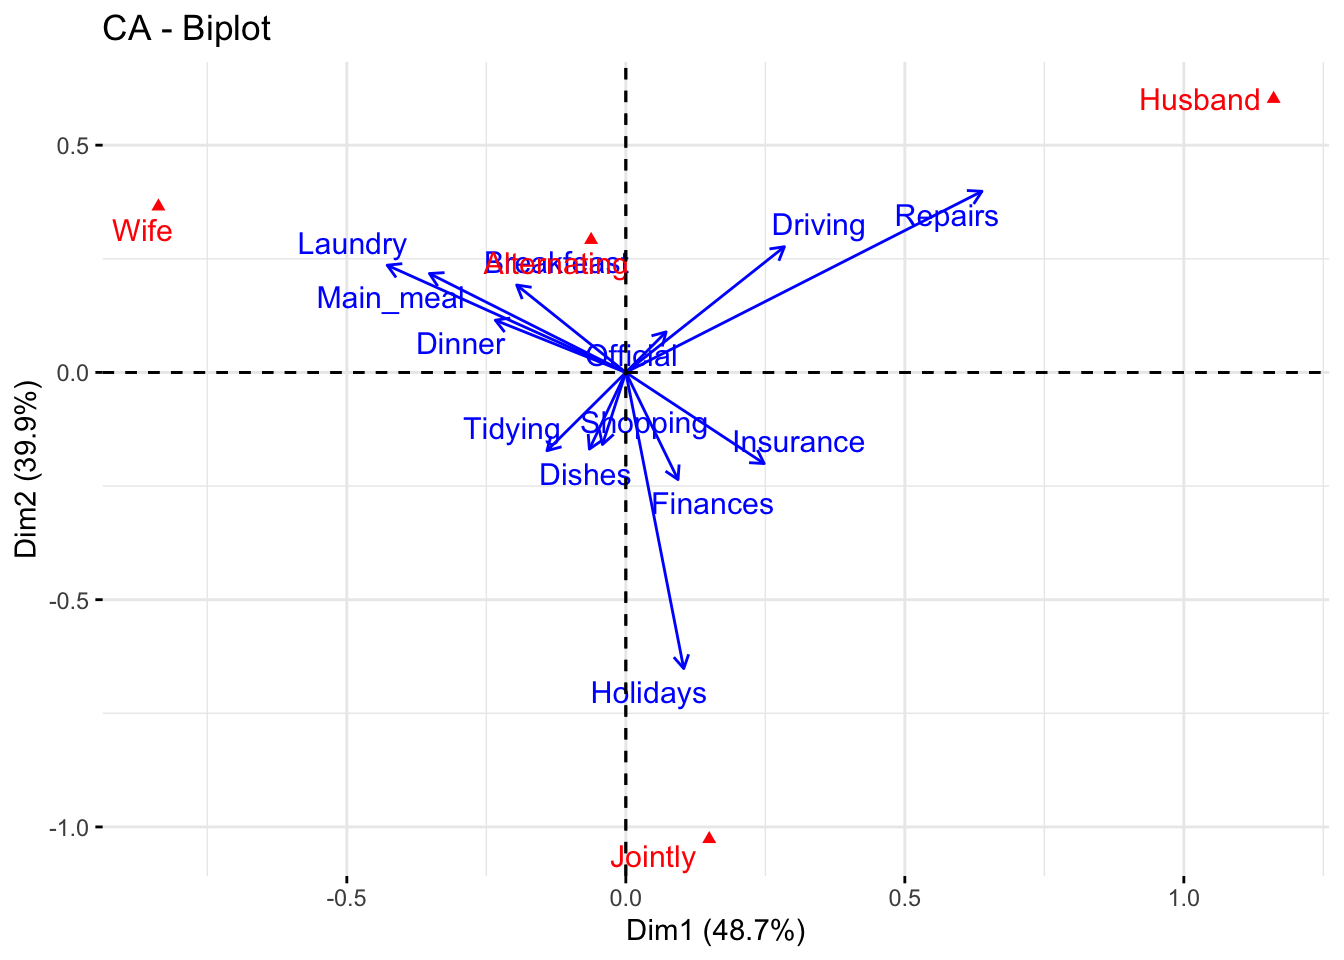 CA - Biplot
Husband
0.5
Repairs
Driving
Wife
Laundry
Alternating
Main_meal
Dinner
Official
0.0
Shopping
Tidying
Insurance
Dishes
Finances
-0.5
Holidays
-1.0
Jointly
-0.5
0.0
0.5
1.0
Dim1 (48.7%)
Dim2 (39.9%)